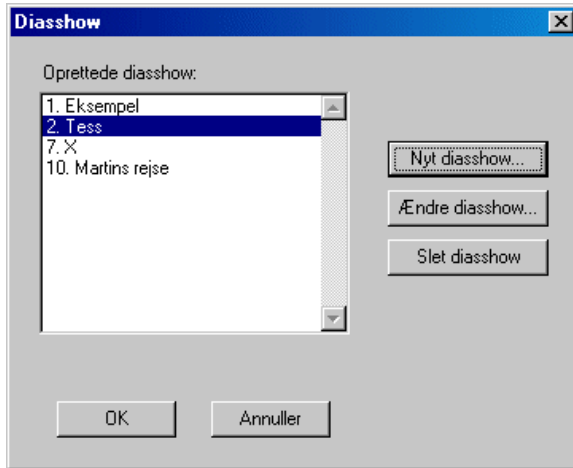 Diasshow
Oprettede diasshow:
1. Eksempel
2. Tess
7. X
10. Martins rejse
Nyt diasshow...
Ændre diasshow...
Slet diasshow
OK
Annuller